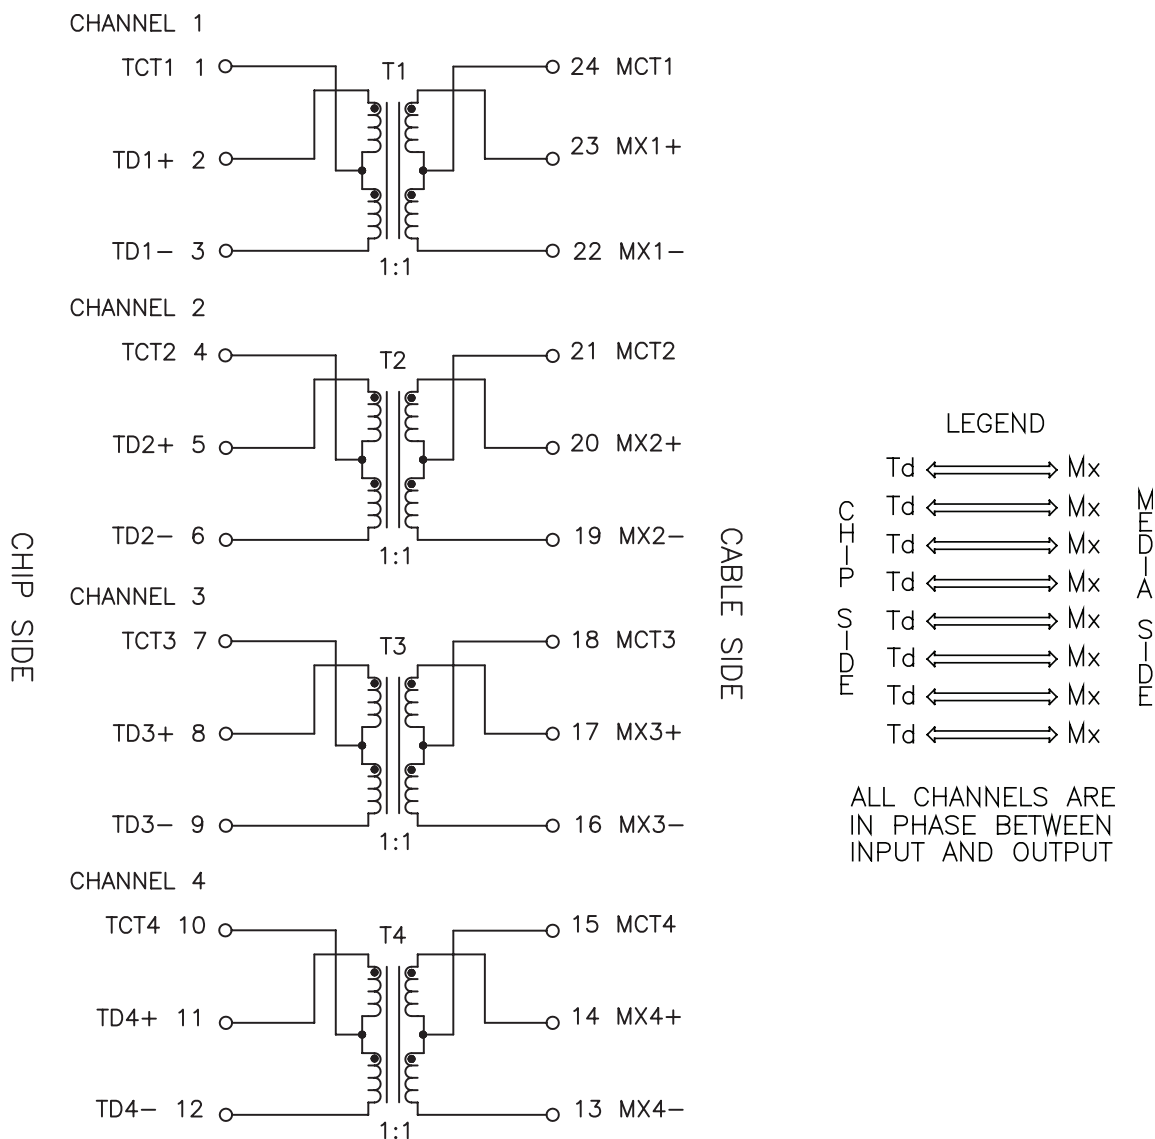 CHANNEL 1
TCT1 1
T1
24 MCT1
TD1+ 2
23 MX1+
TD1- 3
22 MX1-
1:1
CHANNEL 2
TCT2 4
T2
21 MCT2
TD2+ 5
20 MX2+
TD2- 6
19 MX2-
1:1
CHANNEL 3
TCT3 7
T3
18 MCT3
TD3+ 8
17 MX3+
TD3- 9
16 MX3-
1:1
CHANNEL 4
TCT4 10
T4
15 MCT4
TD4+ 11
14 MX4+
TD4- 12
13 MX4-
1:1
CHIP SIDE
CABLE SIDE
LEGEND
CHIP SIDE
Td Mx
Td Mx
Td Mx
Td Mx
Td Mx
Td Mx
Td Mx
Td Mx
MEDIA SIDE
ALL CHANNELS ARE
IN PHASE BETWEEN
INPUT AND OUTPUT